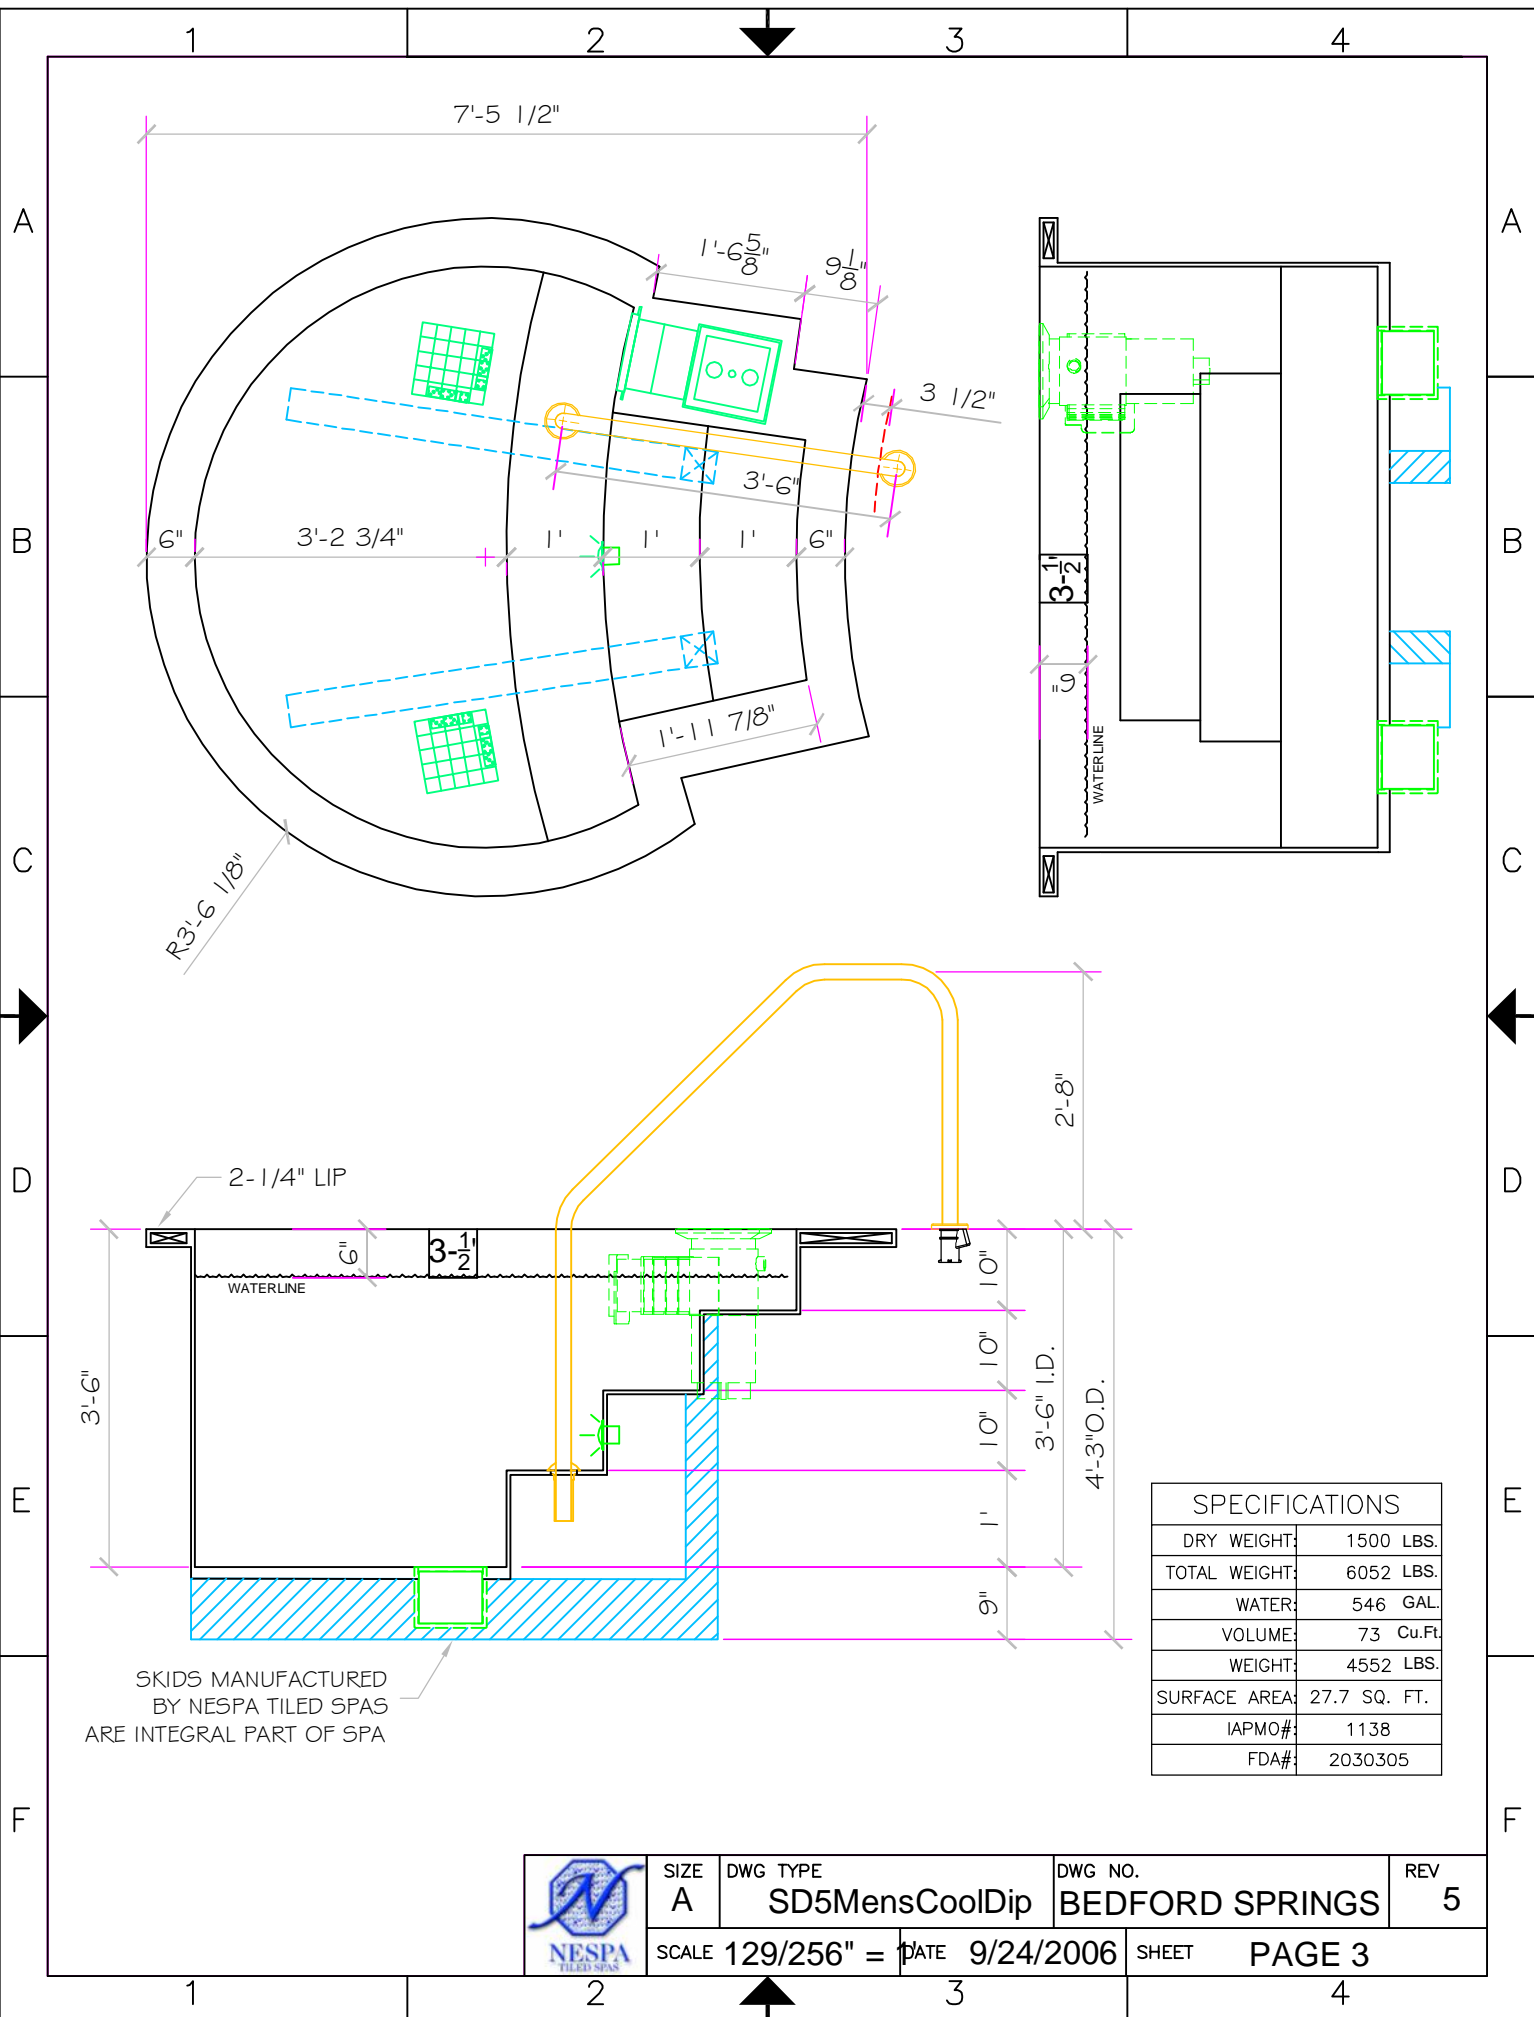 1 2 3 4
A A
B B
C C
D D
E E
F F
7'-5 1/2"
1'-6 5/8"
9 1/8"
3 1/2"
3'-6"
6" 3'-2 3/4" 1' 1' 1' 6"
1'-11 7/8"
R3'-6 1/8"
3-1/2'
6"
WATERLINE
2'-8"
2-1/4" LIP
6"
3-1/2'
WATERLINE
3'-6"
10"
10"
10"
1'
9"
3'-6" I.D.
4'-3"O.D.
SKIDS MANUFACTURED
BY NESPA TILED SPAS
ARE INTEGRAL PART OF SPA
SPECIFICATIONS
DRY WEIGHT: 1500 LBS.
TOTAL WEIGHT: 6052 LBS.
WATER: 546 GAL.
VOLUME: 73 Cu.Ft.
WEIGHT: 4552 LBS.
SURFACE AREA: 27.7 SQ. FT.
IAPMO#: 1138
FDA#: 2030305
N
NESPA
TILED SPAS
SIZE DWG TYPE DWG NO. REV
A SD5MensCoolDip BEDFORD SPRINGS 5
SCALE 129/256" = 1' DATE 9/24/2006 SHEET PAGE 3
1 2 3 4